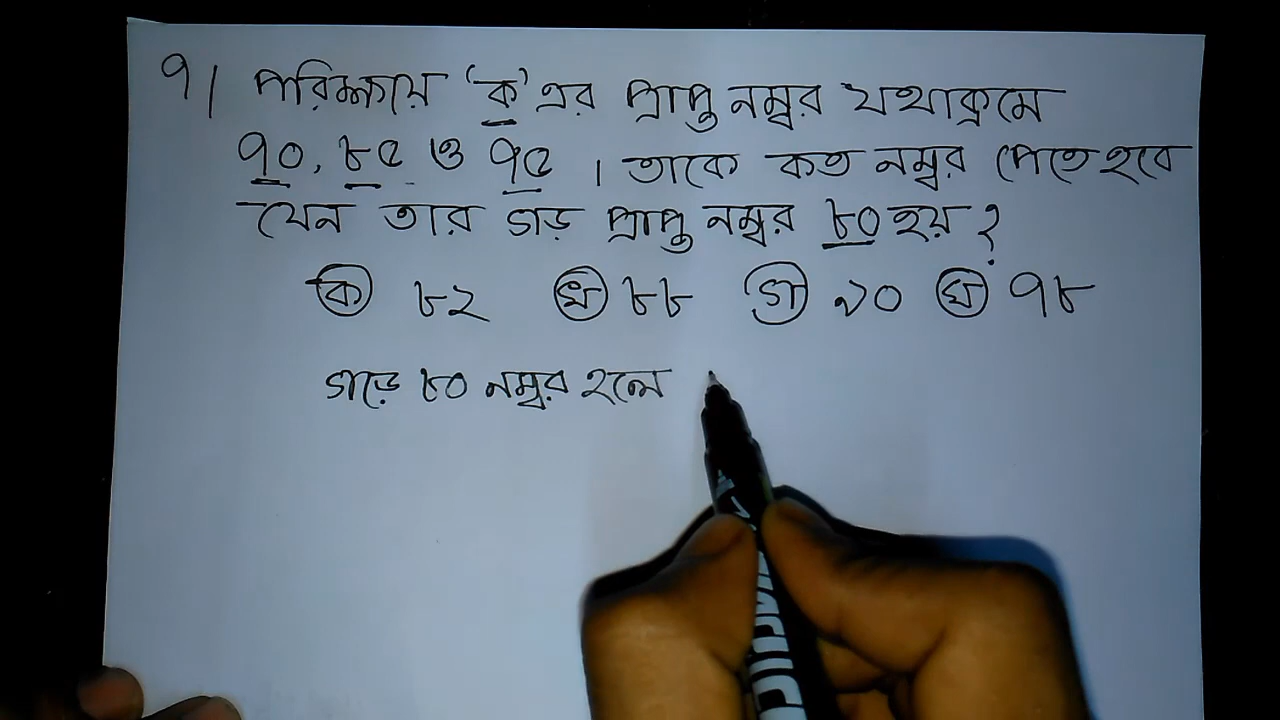 ৭। পরিক্ষায় ‘ক’ এর প্রাপ্ত নম্বর যথাক্রমে
৭০, ৮৫ ও ৭৫ । তাকে কত নম্বর পেতে হবে
যেন তার গড় প্রাপ্ত নম্বর ৮০ হয় ?
ক ৮২ খ ৮৮ গ ৯০ ঘ ৭৮
গড়ে ৮০ নম্বর হলে